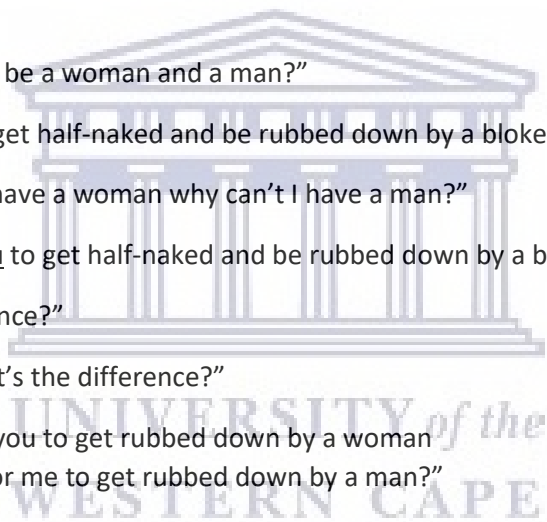 be a woman and a man?”
get half-naked and be rubbed down by a bloke
have a woman why can’t I have a man?”
to get half-naked and be rubbed down by a b
nce?”
t’s the difference?”
you to get rubbed down by a woman
or me to get rubbed down by a man?”
UNIVERSITY of the
WESTERN CAPE